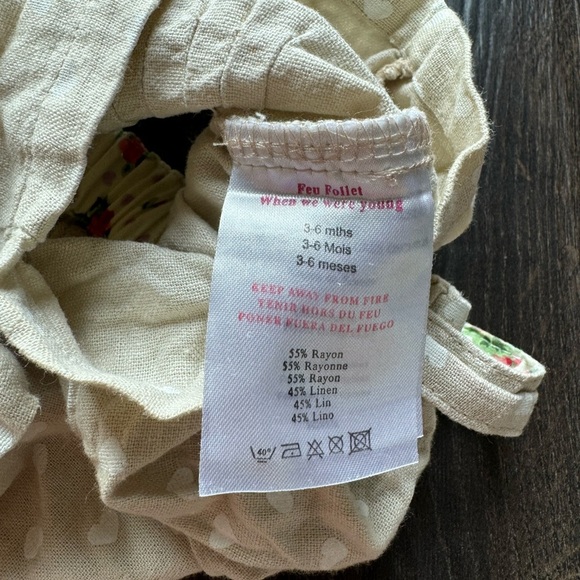 Feu Follet
When we were young
3-6 mths
3-6 Mois
3-6 meses
KEEP AWAY FROM FIRE
TENIR HORS DU FEU
PONER FUERA DEL FUEGO
55% Rayon
55% Rayonne
55% Rayon
45% Linen
45% Lin
45% Lino
40°